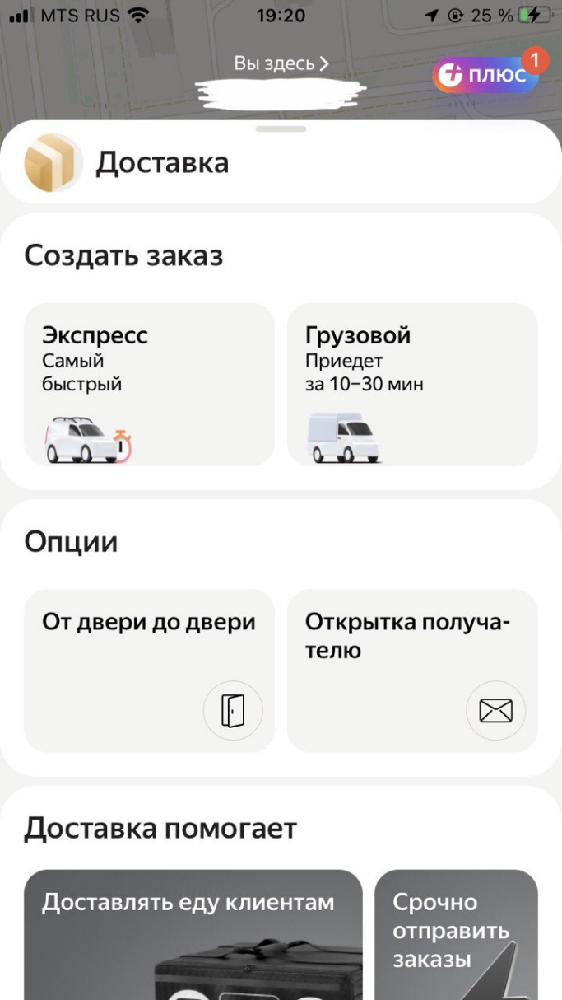 MTS RUS 19:20 25 %
Вы здесь
плюс 1
Доставка
Создать заказ
Экспресс
Самый
быстрый
Грузовой
Приедет
за 10–30 мин
Опции
От двери до двери
Открытка получа-
телю
Доставка помогает
Доставлять еду клиентам
Срочно
отправить
заказы